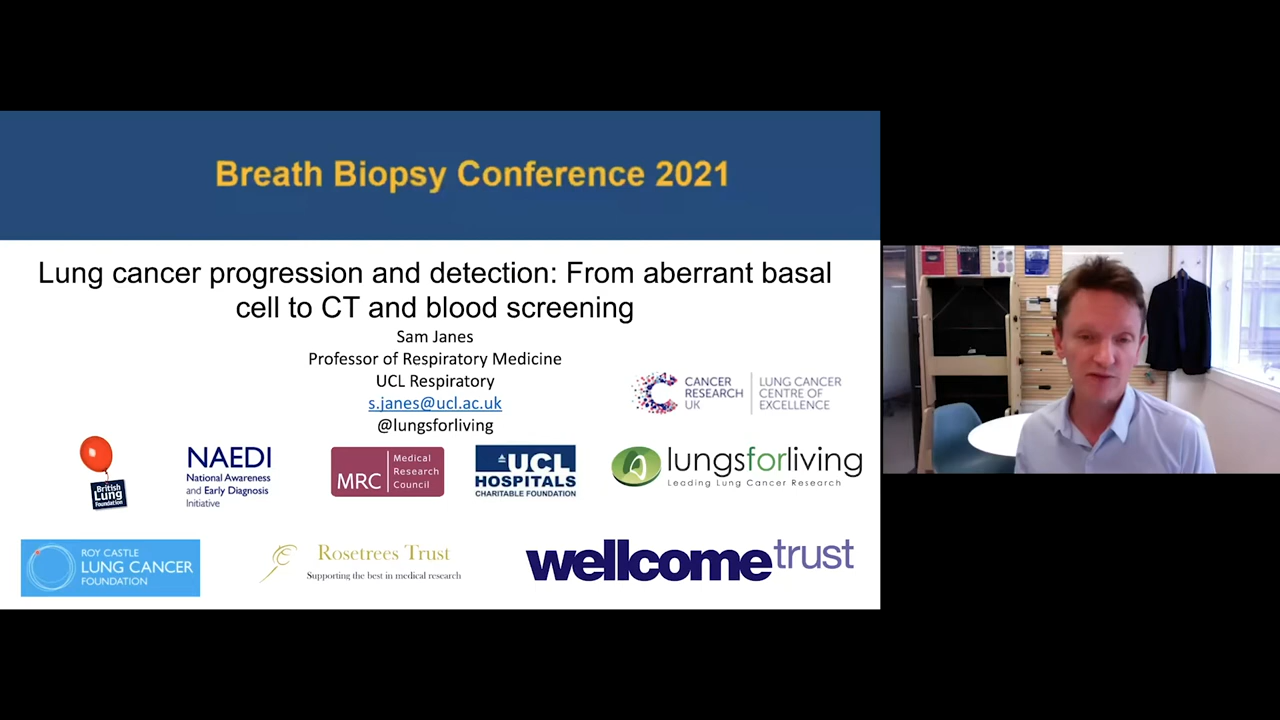 Breath Biopsy Conference 2021
Lung cancer progression and detection: From aberrant basal
cell to CT and blood screening
Sam Janes
Professor of Respiratory Medicine
UCL Respiratory
s.janes@ucl.ac.uk
@lungsforliving
CANCER
RESEARCH
UK
LUNG CANCER
CENTRE OF
EXCELLENCE
British
Lung
Foundation
NAEDI
National Awareness
and Early Diagnosis
Initiative
MRC
Medical
Research
Council
UCL
HOSPITALS
CHARITABLE FOUNDATION
lungsforliving
Leading Lung Cancer Research
ROY CASTLE
LUNG CANCER
FOUNDATION
Rosetrees Trust
Supporting the best in medical research
wellcometrust